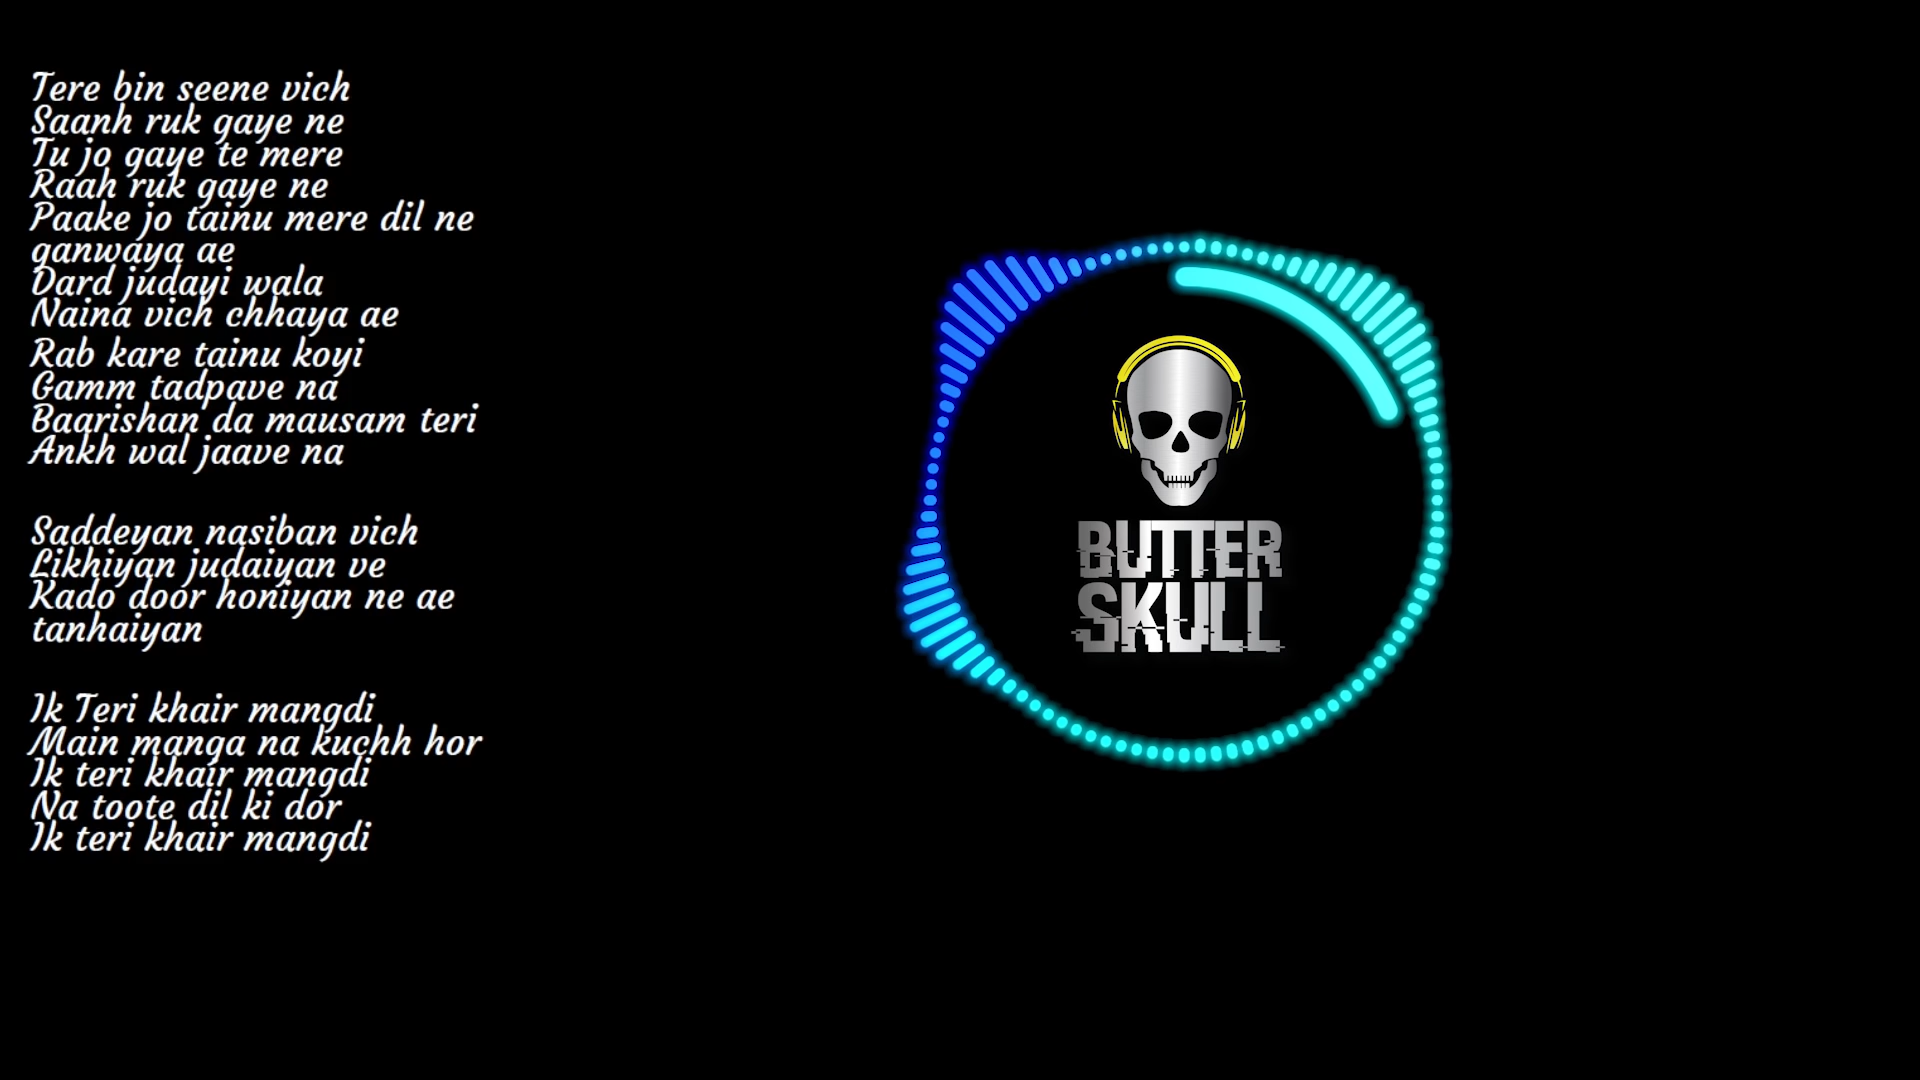 Tere bin seene vich
Saanh ruk gaye ne
Tu jo gaye te mere
Raah ruk gaye ne
Paake jo tainu mere dil ne
ganwaya ae
Dard judayi wala
Naina vich chhaya ae
Rab kare tainu koyi
Gamm tadpave na
Baarishan da mausam teri
Ankh wal jaave na
Saddeyan nasiban vich
Likhiyan judaiyan ve
Kado door honiyan ne ae
tanhaiyan
Ik Teri khair mangdi
Main manga na kuchh hor
Ik teri khair mangdi
Na toote dil ki dor
Ik teri khair mangdi
BUTTER
SKULL